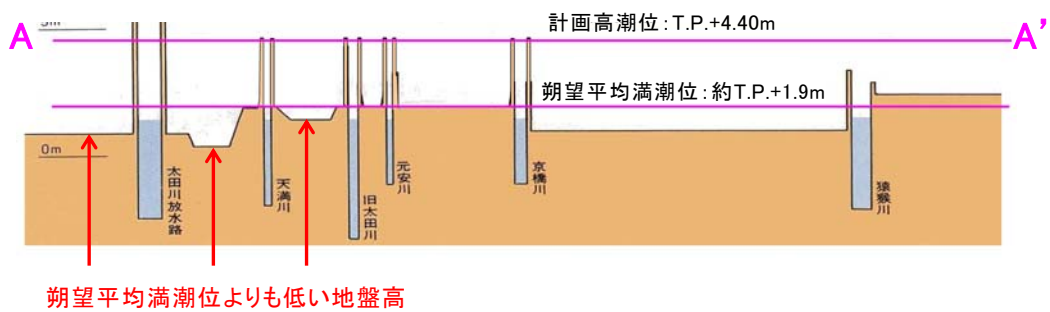 5m
計画高潮位：T.P.+4.40m
A
A’
朔望平均満潮位：約T.P.+1.9m
0m
太田川放水路
天満川
旧太田川
元安川
京橋川
猿猴川
朔望平均満潮位よりも低い地盤高